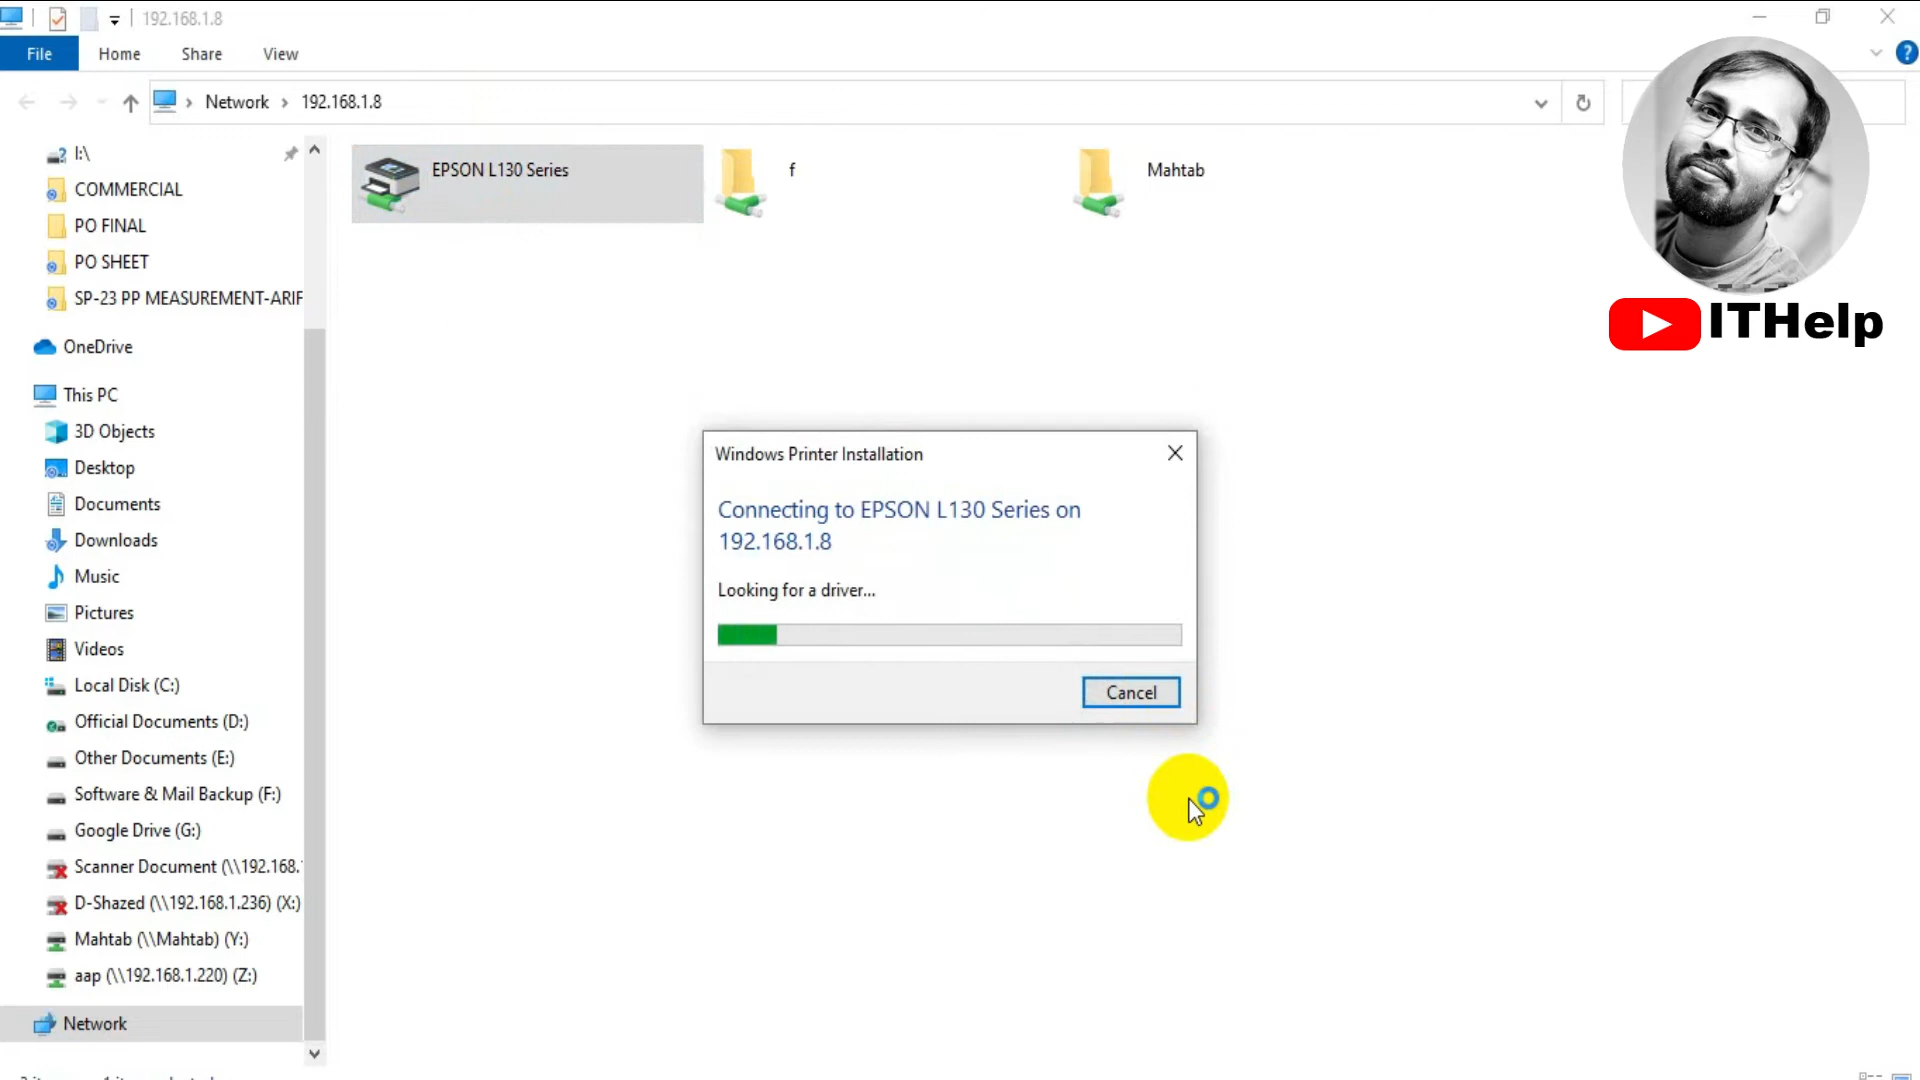 192.168.1.8
File
Home
Share
View
?
Network
192.168.1.8
I:\
COMMERCIAL
PO FINAL
PO SHEET
SP-23 PP MEASUREMENT-ARIF
OneDrive
This PC
3D Objects
Desktop
Documents
Downloads
Music
Pictures
Videos
Local Disk (C:)
Official Documents (D:)
Other Documents (E:)
Software & Mail Backup (F:)
Google Drive (G:)
Scanner Document (\\192.168.
D-Shazed (\\192.168.1.236) (X:)
Mahtab (\\Mahtab) (Y:)
aap (\\192.168.1.220) (Z:)
Network
EPSON L130 Series
f
Mahtab
ITHelp
Windows Printer Installation
Connecting to EPSON L130 Series on
192.168.1.8
Looking for a driver...
Cancel